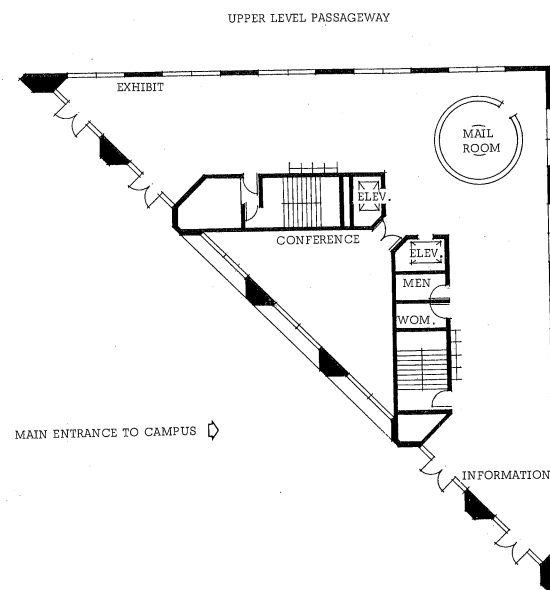 UPPER LEVEL PASSAGEWAY
EXHIBIT
MAIL
ROOM
ELEV.
CONFERENCE
ELEV.
MEN
WOM.
MAIN ENTRANCE TO CAMPUS
INFORMATION